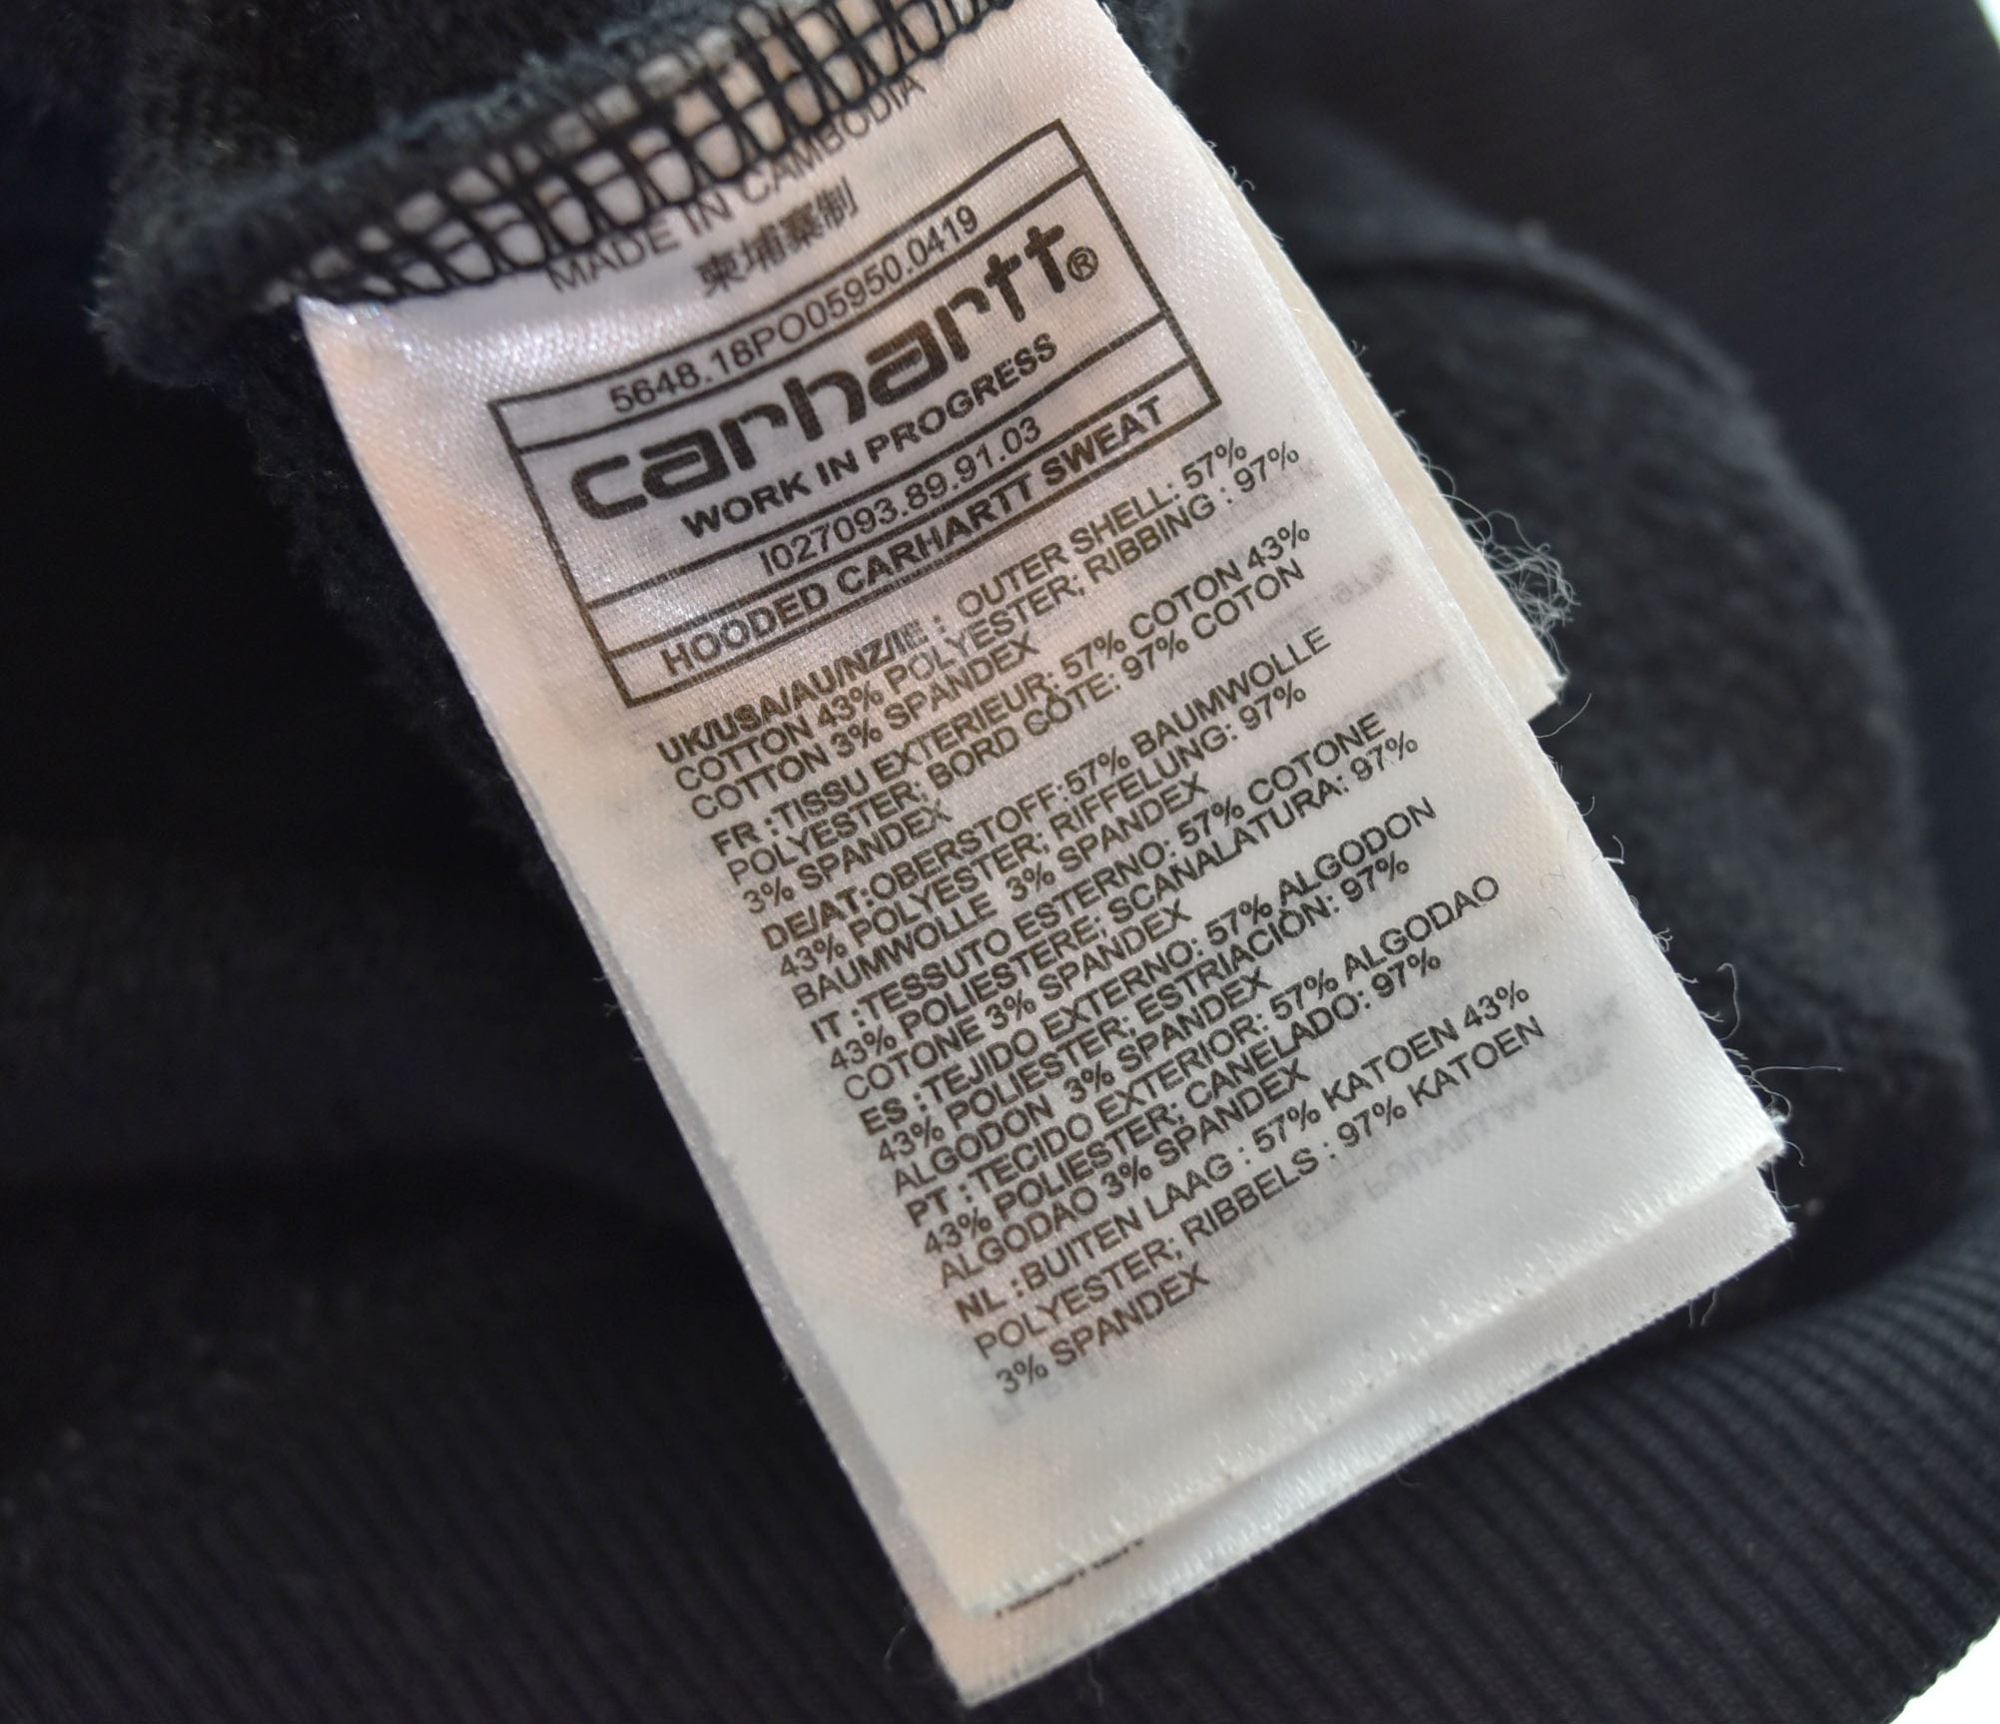 MADE IN CAMBODIA
柬埔寨制
5648.18PO05950.0419
carhartt®
WORK IN PROGRESS
I027093.89.91.03
HOODED CARHARTT SWEAT
UK/USA/AU/NZ/IE : OUTER SHELL: 57%
COTTON 43% POLYESTER; RIBBING : 97%
COTTON 3% SPANDEX
FR :TISSU EXTERIEUR: 57% COTON 43%
POLYESTER; BORD CÔTE: 97% COTON
3% SPANDEX
DE/AT:OBERSTOFF:57% BAUMWOLLE
43% POLYESTER; RIFFELUNG: 97%
BAUMWOLLE 3% SPANDEX
IT :TESSUTO ESTERNO: 57% COTONE
43% POLIESTERE; SCANALATURA: 97%
COTONE 3% SPANDEX
ES :TEJIDO EXTERNO: 57% ALGODON
43% POLIESTER; ESTRIACIÓN: 97%
ALGODON 3% SPANDEX
PT :TECIDO EXTERIOR: 57% ALGODAO
43% POLIESTER; CANELADO: 97%
ALGODAO 3% SPANDEX
NL :BUITEN LAAG : 57% KATOEN 43%
POLYESTER; RIBBELS : 97% KATOEN
3% SPANDEX